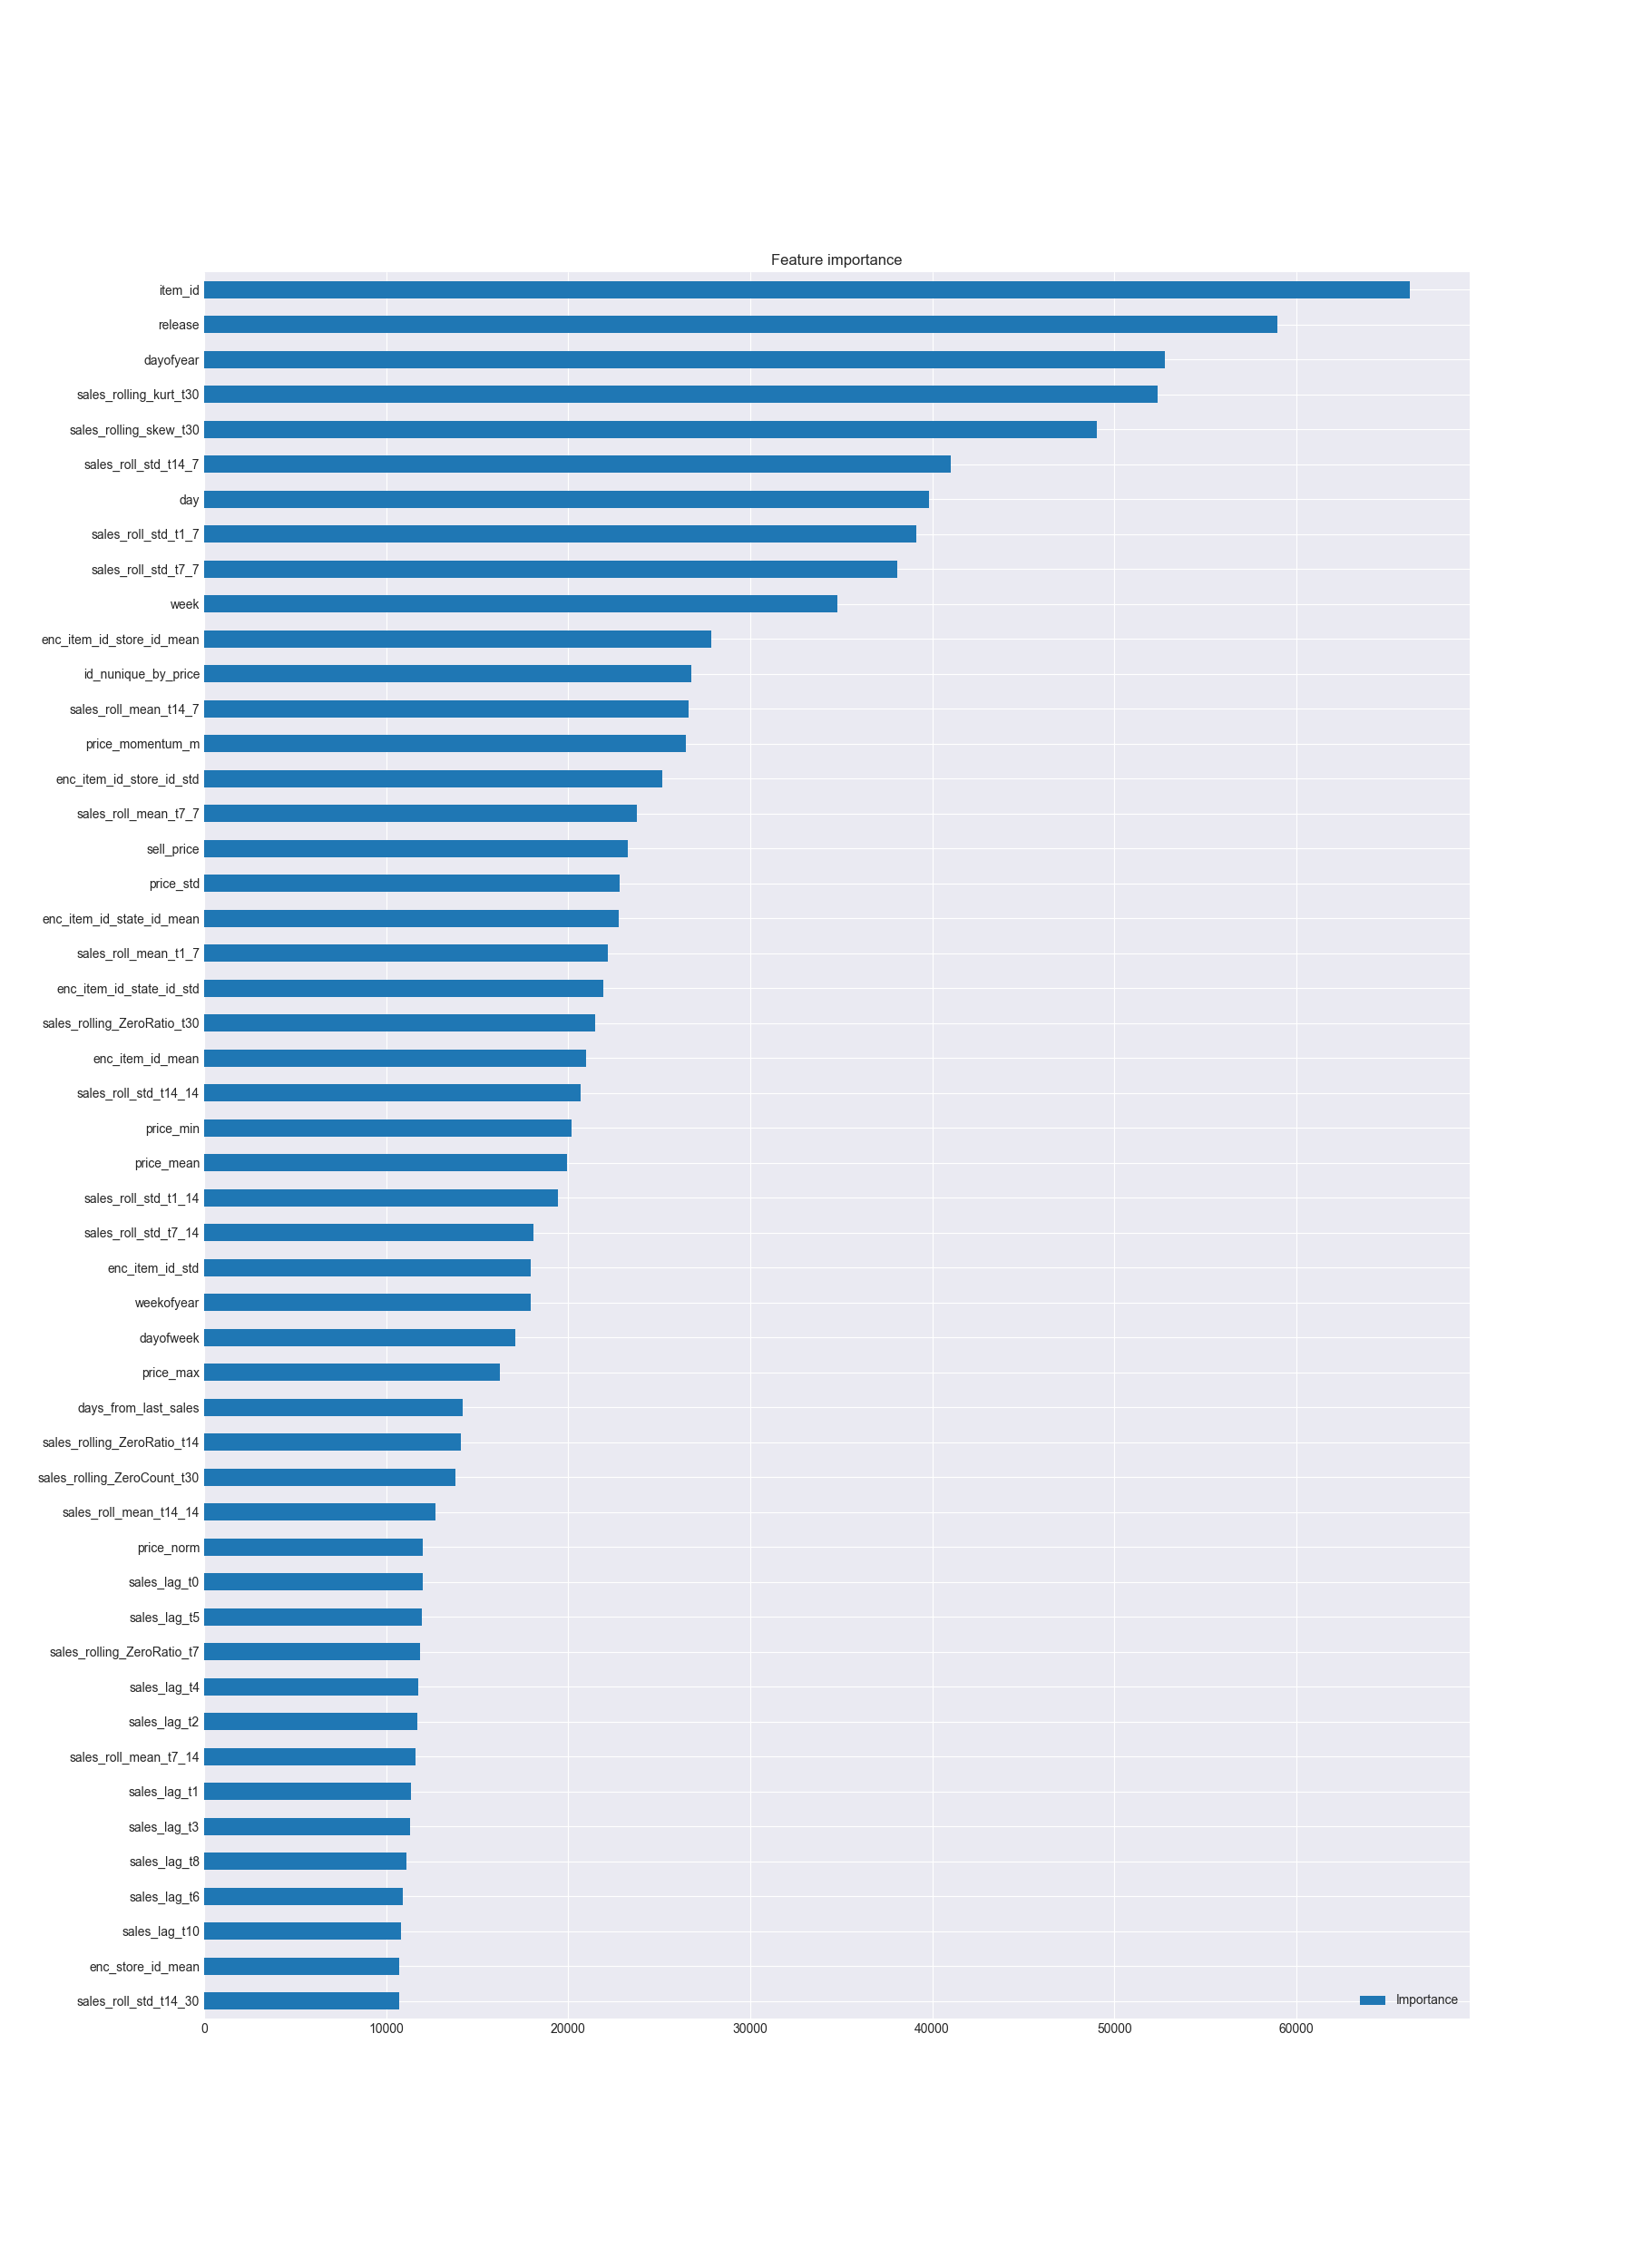 Feature importance
item_id
release
dayofyear
sales_rolling_kurt_t30
sales_rolling_skew_t30
sales_roll_std_t14_7
day
sales_roll_std_t1_7
sales_roll_std_t7_7
week
enc_item_id_store_id_mean
id_nunique_by_price
sales_roll_mean_t14_7
price_momentum_m
enc_item_id_store_id_std
sales_roll_mean_t7_7
sell_price
price_std
enc_item_id_state_id_mean
sales_roll_mean_t1_7
enc_item_id_state_id_std
sales_rolling_ZeroRatio_t30
enc_item_id_mean
sales_roll_std_t14_14
price_min
price_mean
sales_roll_std_t1_14
sales_roll_std_t7_14
enc_item_id_std
weekofyear
dayofweek
price_max
days_from_last_sales
sales_rolling_ZeroRatio_t14
sales_rolling_ZeroCount_t30
sales_roll_mean_t14_14
price_norm
sales_lag_t0
sales_lag_t5
sales_rolling_ZeroRatio_t7
sales_lag_t4
sales_lag_t2
sales_roll_mean_t7_14
sales_lag_t1
sales_lag_t3
sales_lag_t8
sales_lag_t6
sales_lag_t10
enc_store_id_mean
sales_roll_std_t14_30
Importance
0 10000 20000 30000 40000 50000 60000